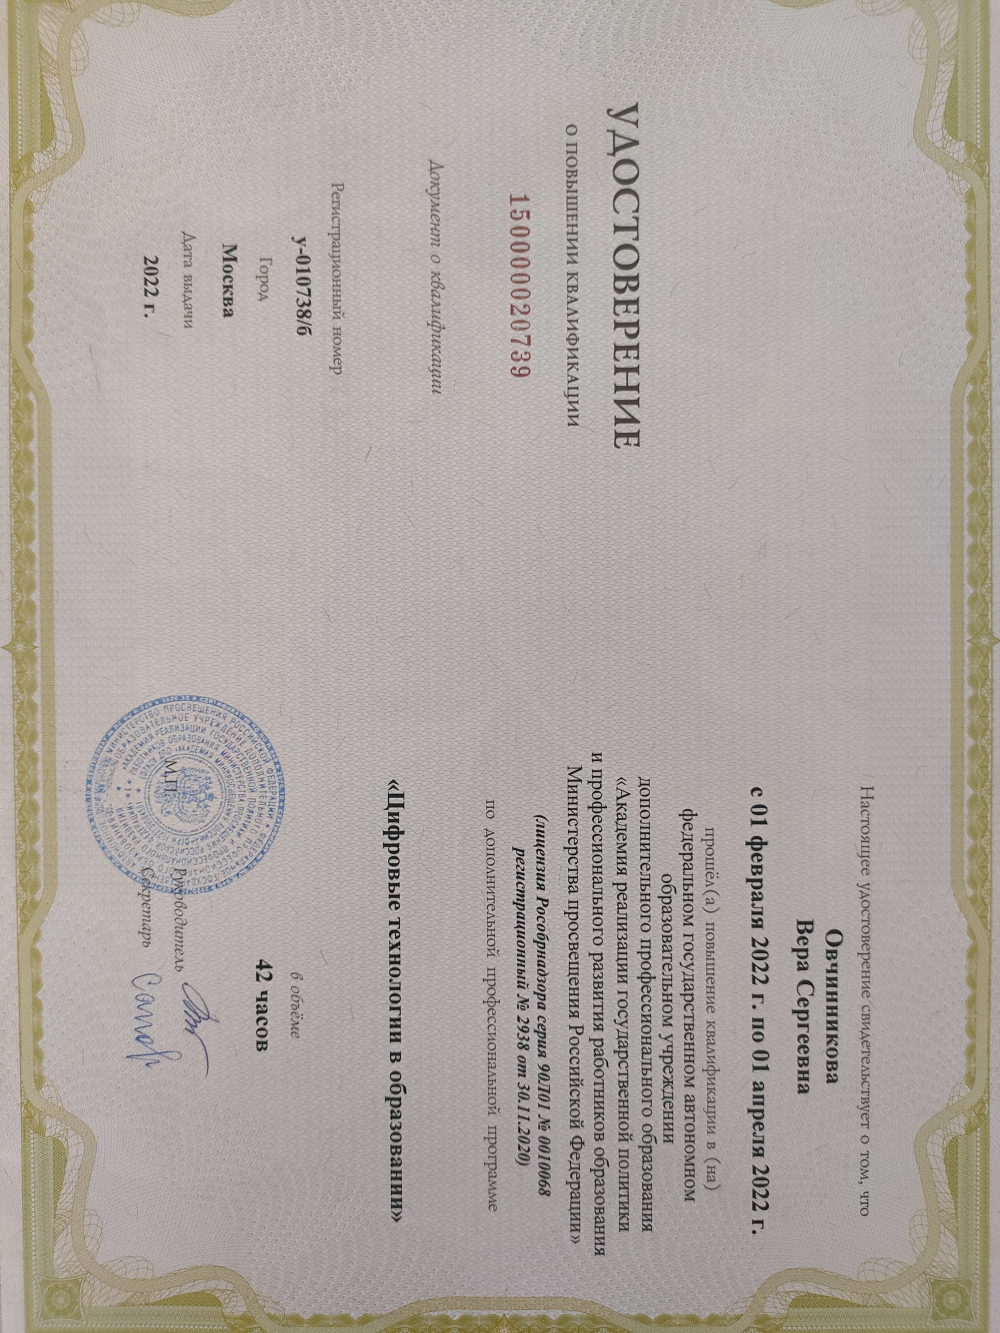 УДОСТОВЕРЕНИЕ
О ПОВЫШЕНИИ КВАЛИФИКАЦИИ
150000020739
Документ о квалификации
Регистрационный номер
у-010738/б
Город
Москва
Дата выдачи
2022 г.
Настоящее удостоверение свидетельствует о том, что
Овчинникова
Вера Сергеевна
с 01 февраля 2022 г. по 01 апреля 2022 г.
прошёл(а) повышение квалификации в (на)
федеральном государственном автономном
образовательном учреждении
дополнительного профессионального образования
«Академия реализации государственной политики
и профессионального развития работников образования
Министерства просвещения Российской Федерации»
(лицензия Рособрнадзора серия 90Л01 № 0010068
регистрационный № 2938 от 30.11.2020)
по дополнительной профессиональной программе
«Цифровые технологии в образовании»
в объёме
42 часов
М.П.
Руководитель
Секретарь